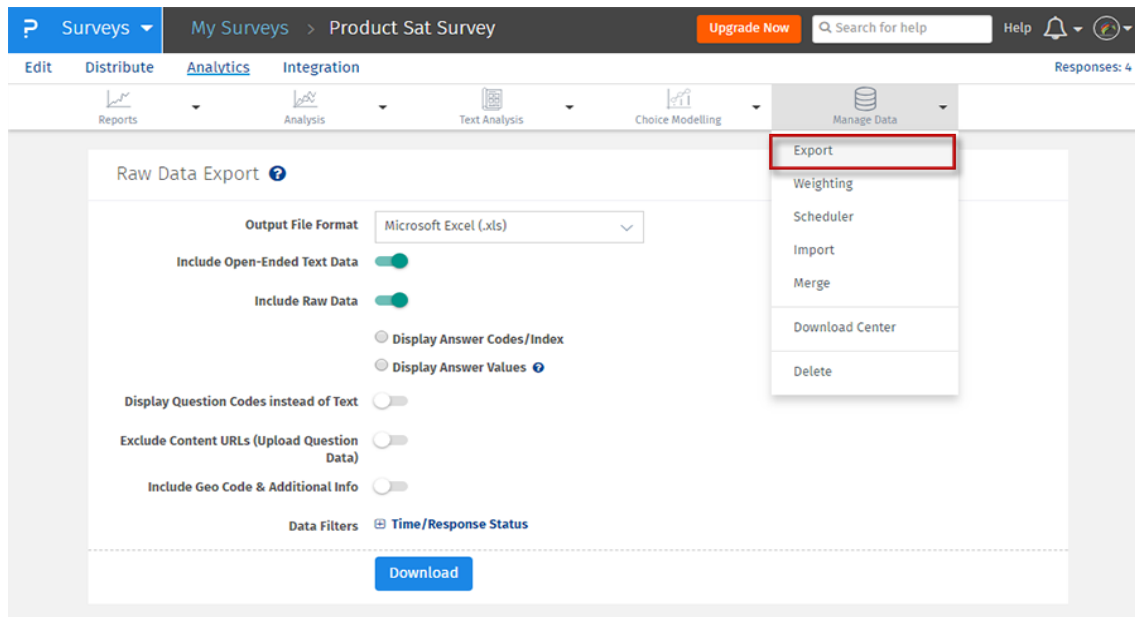 Surveys My Surveys > Product Sat Survey Upgrade Now Search for help Help
Edit Distribute Analytics Integration Responses: 4
Reports Analysis Text Analysis Choice Modelling Manage Data
Export
Weighting
Scheduler
Import
Merge
Download Center
Delete
Raw Data Export ?
Output File Format Microsoft Excel (.xls)
Include Open-Ended Text Data
Include Raw Data
Display Answer Codes/Index
Display Answer Values ?
Display Question Codes instead of Text
Exclude Content URLs (Upload Question
Data)
Include Geo Code & Additional Info
Data Filters Time/Response Status
Download